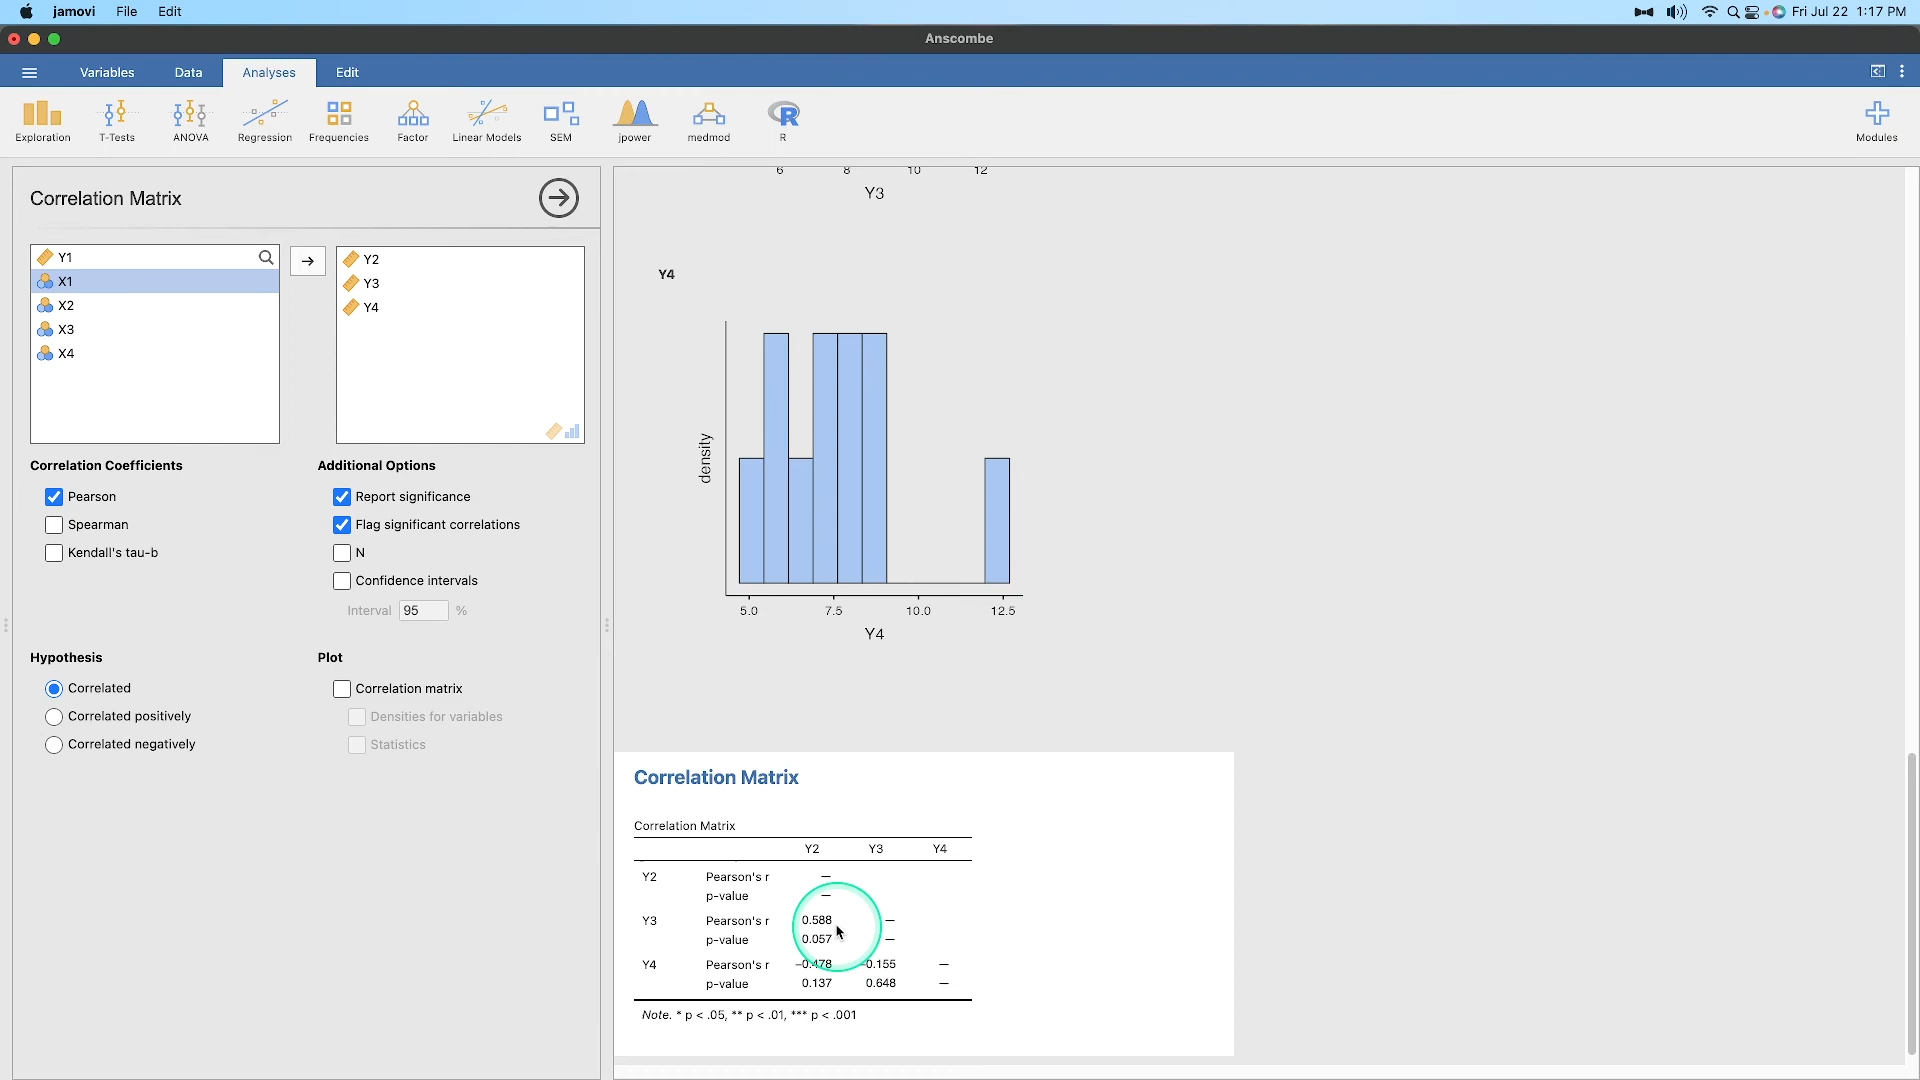 jamovi File Edit Fri Jul 22 1:17 PM
Anscombe
Variables Data Analyses Edit
Exploration T-Tests ANOVA Regression Frequencies Factor Linear Models SEM jpower medmod R Modules
Correlation Matrix
Y1
X1
X2
X3
X4
Y2
Y3
Y4
Correlation Coefficients
Pearson
Spearman
Kendall's tau-b
Additional Options
Report significance
Flag significant correlations
N
Confidence intervals
Interval 95 %
Hypothesis
Correlated
Correlated positively
Correlated negatively
Plot
Correlation matrix
Densities for variables
Statistics
6 8 10 12
Y3
Y4
density
5.0 7.5 10.0 12.5
Y4
Correlation Matrix
Correlation Matrix
Y2 Y3 Y4
Y2 Pearson's r —
p-value —
Y3 Pearson's r 0.588 —
p-value 0.057 —
Y4 Pearson's r −0.478 −0.155 —
p-value 0.137 0.648 —
Note. * p < .05, ** p < .01, *** p < .001